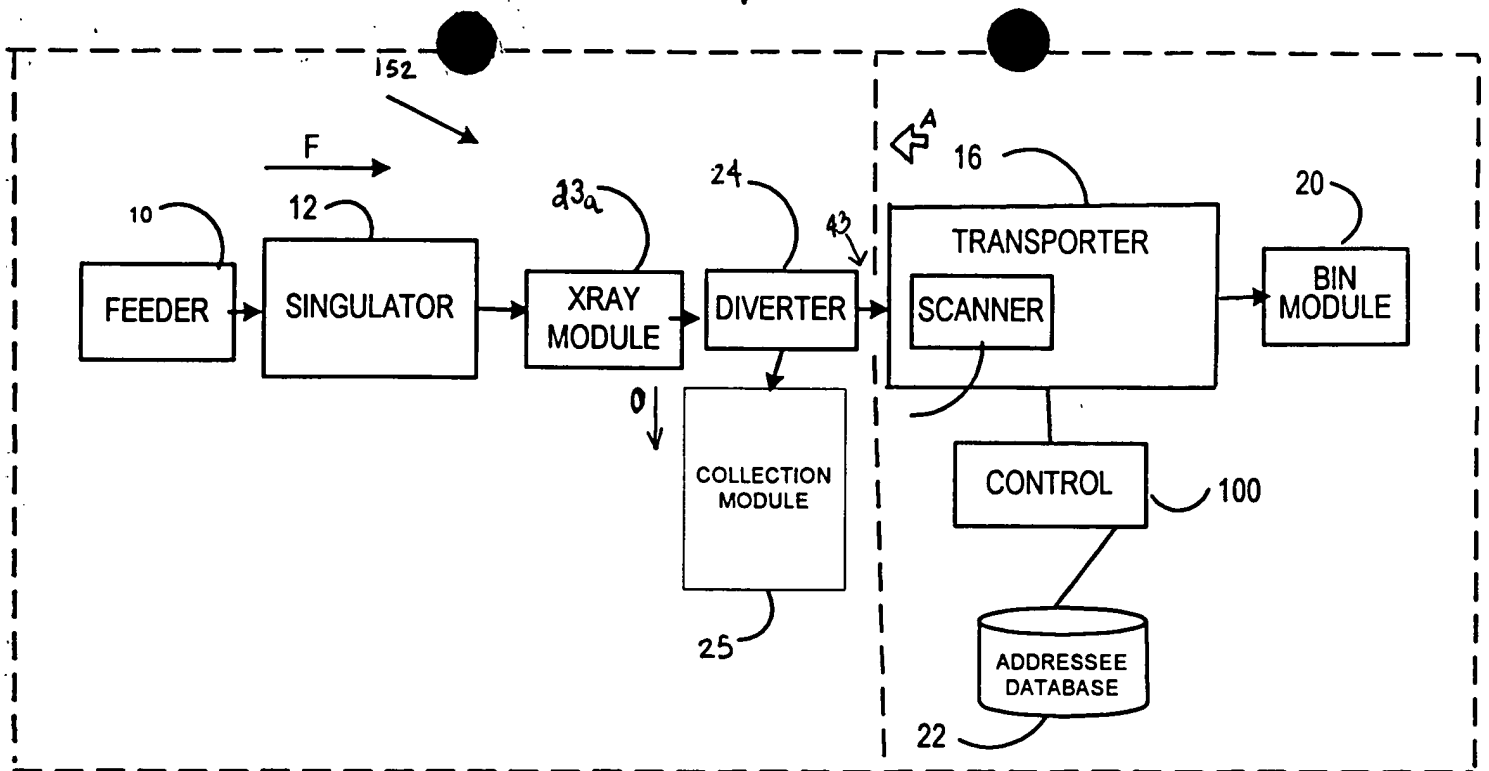 152
F
A
10
12
23a
24
43
16
20
FEEDER
SINGULATOR
XRAY
MODULE
DIVERTER
TRANSPORTER
SCANNER
BIN
MODULE
O
COLLECTION
MODULE
CONTROL
100
25
ADDRESSEE
DATABASE
22